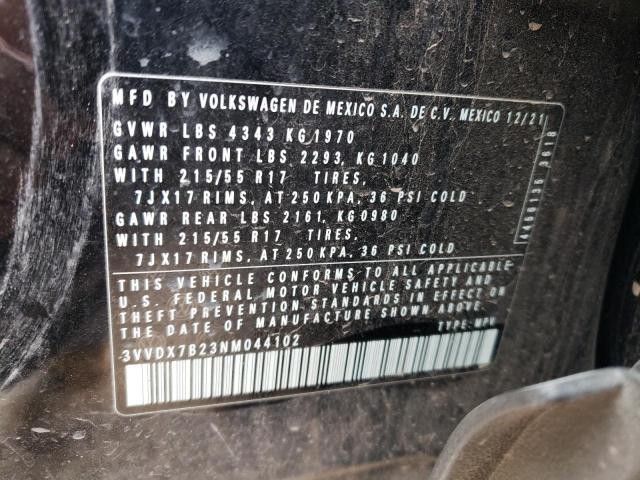 MFD BY VOLKSWAGEN DE MEXICO S.A. DE C.V. MEXICO 12/21
GVWR LBS 4343 KG 1970
GAWR FRONT LBS 2293, KG 1040
WITH 215/55 R17 TIRES,
7JX17 RIMS, AT 250 KPA, 36 PSI COLD
GAWR REAR LBS 2161, KG0980
WITH 215/55 R17 TIRES,
7JX17 RIMS, AT 250 KPA, 36 PSI COLD
THIS VEHICLE CONFORMS TO ALL APPLICABLE
U.S. FEDERAL MOTOR VEHICLE SAFETY AND
THEFT PREVENTION STANDARDS IN EFFECT ON
THE DATE OF MANUFACTURE SHOWN ABOVE.
3VVDX7B23NM044102
TYPE: MPV